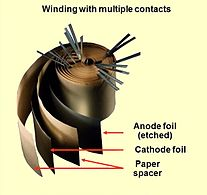 Winding with multiple contacts
Anode foil
(etched)
Cathode foil
Paper
spacer